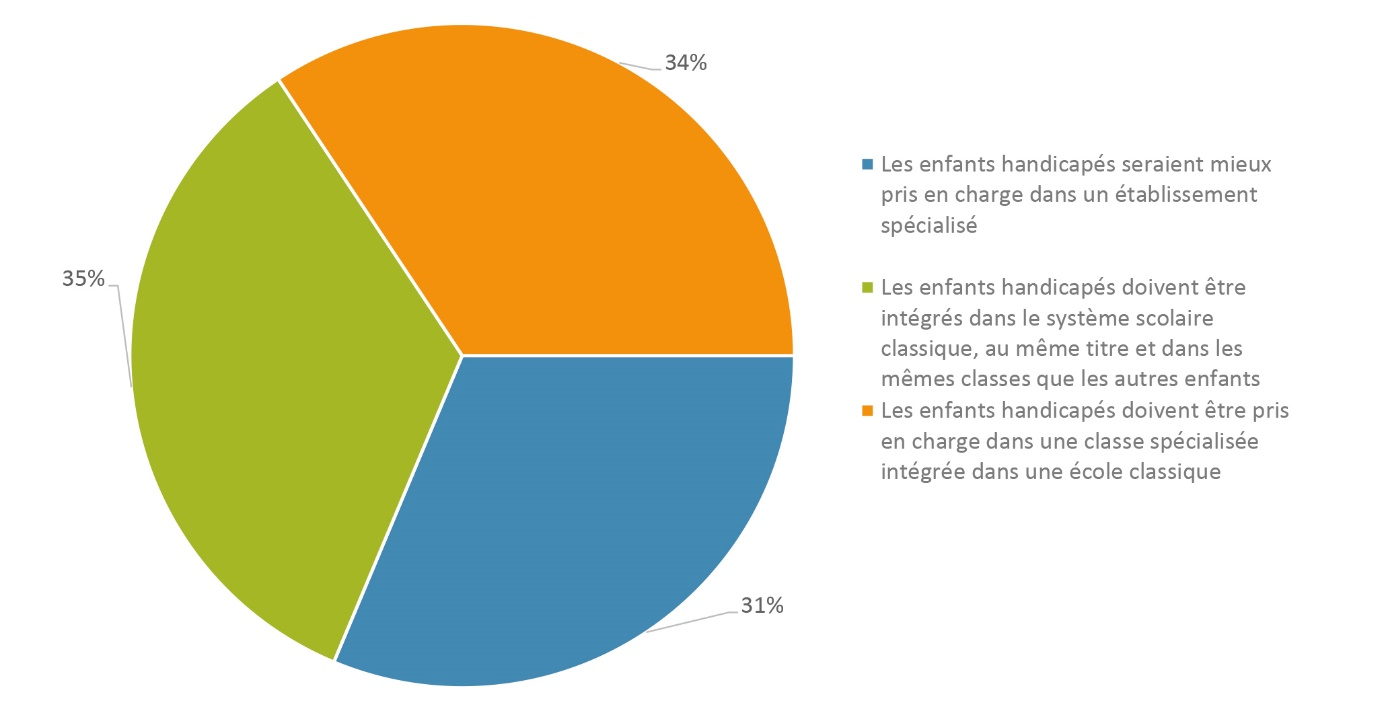 34%
Les enfants handicapés seraient mieux
pris en charge dans un établissement
spécialisé
35%
Les enfants handicapés doivent être
intégrés dans le système scolaire
classique, au même titre et dans les
mêmes classes que les autres enfants
Les enfants handicapés doivent être pris
en charge dans une classe spécialisée
intégrée dans une école classique
31%